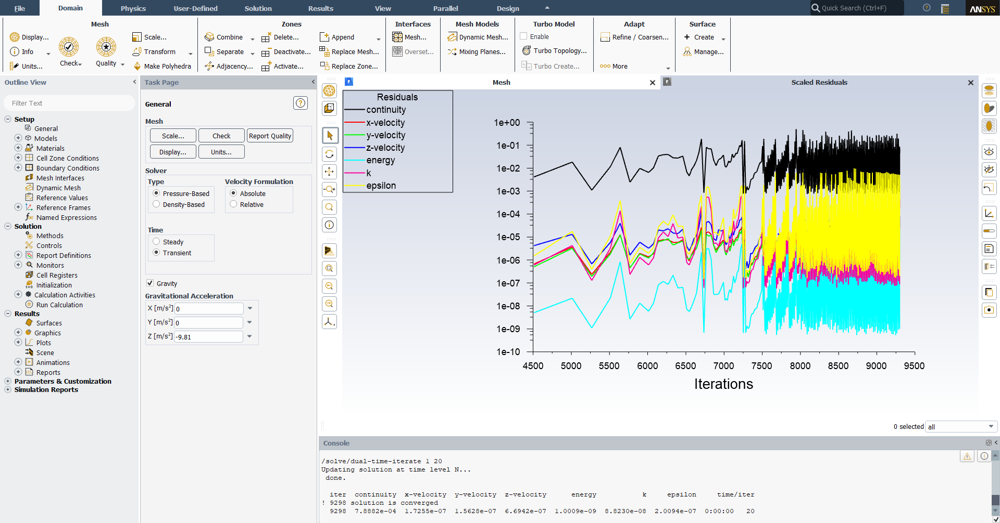 File Domain Physics User-Defined Solution Results View Parallel Design Quick Search (Ctrl+F) ANSYS
Mesh Zones Interfaces Mesh Models Turbo Model Adapt Surface
Display... Scale... Combine Delete... Append Mesh... Dynamic Mesh... Enable Refine / Coarsen... Create
Info Transform Separate Deactivate... Replace Mesh... Overset... Mixing Planes... Turbo Topology... Manage...
Units... Check Quality Make Polyhedra Adjacency... Activate... Replace Zone... Turbo Create... More
Outline View
Filter Text
Setup
General
Models
Materials
Cell Zone Conditions
Boundary Conditions
Mesh Interfaces
Dynamic Mesh
Reference Values
Reference Frames
Named Expressions
Solution
Methods
Controls
Report Definitions
Monitors
Cell Registers
Initialization
Calculation Activities
Run Calculation
Results
Surfaces
Graphics
Plots
Scene
Animations
Reports
Parameters & Customization
Simulation Reports
Task Page
General
Mesh
Scale... Check Report Quality
Display... Units...
Solver
Type Velocity Formulation
Pressure-Based Absolute
Density-Based Relative
Time
Steady
Transient
Gravity
Gravitational Acceleration
X [m/s²] 0
Y [m/s²] 0
Z [m/s²] -9.81
Mesh Scaled Residuals
Residuals
continuity
x-velocity
y-velocity
z-velocity
energy
k
epsilon
1e+00
1e-01
1e-02
1e-03
1e-04
1e-05
1e-06
1e-07
1e-08
1e-09
1e-10
4500 5000 5500 6000 6500 7000 7500 8000 8500 9000 9500
Iterations
0 selected all
Console
/solve/dual-time-iterate 1 20
Updating solution at time level N...
done.
iter continuity x-velocity y-velocity z-velocity energy k epsilon time/iter
! 9298 solution is converged
9298 7.8882e-04 1.7255e-07 1.5628e-07 6.6942e-07 1.0009e-09 8.8230e-08 2.0094e-07 0:00:00 20